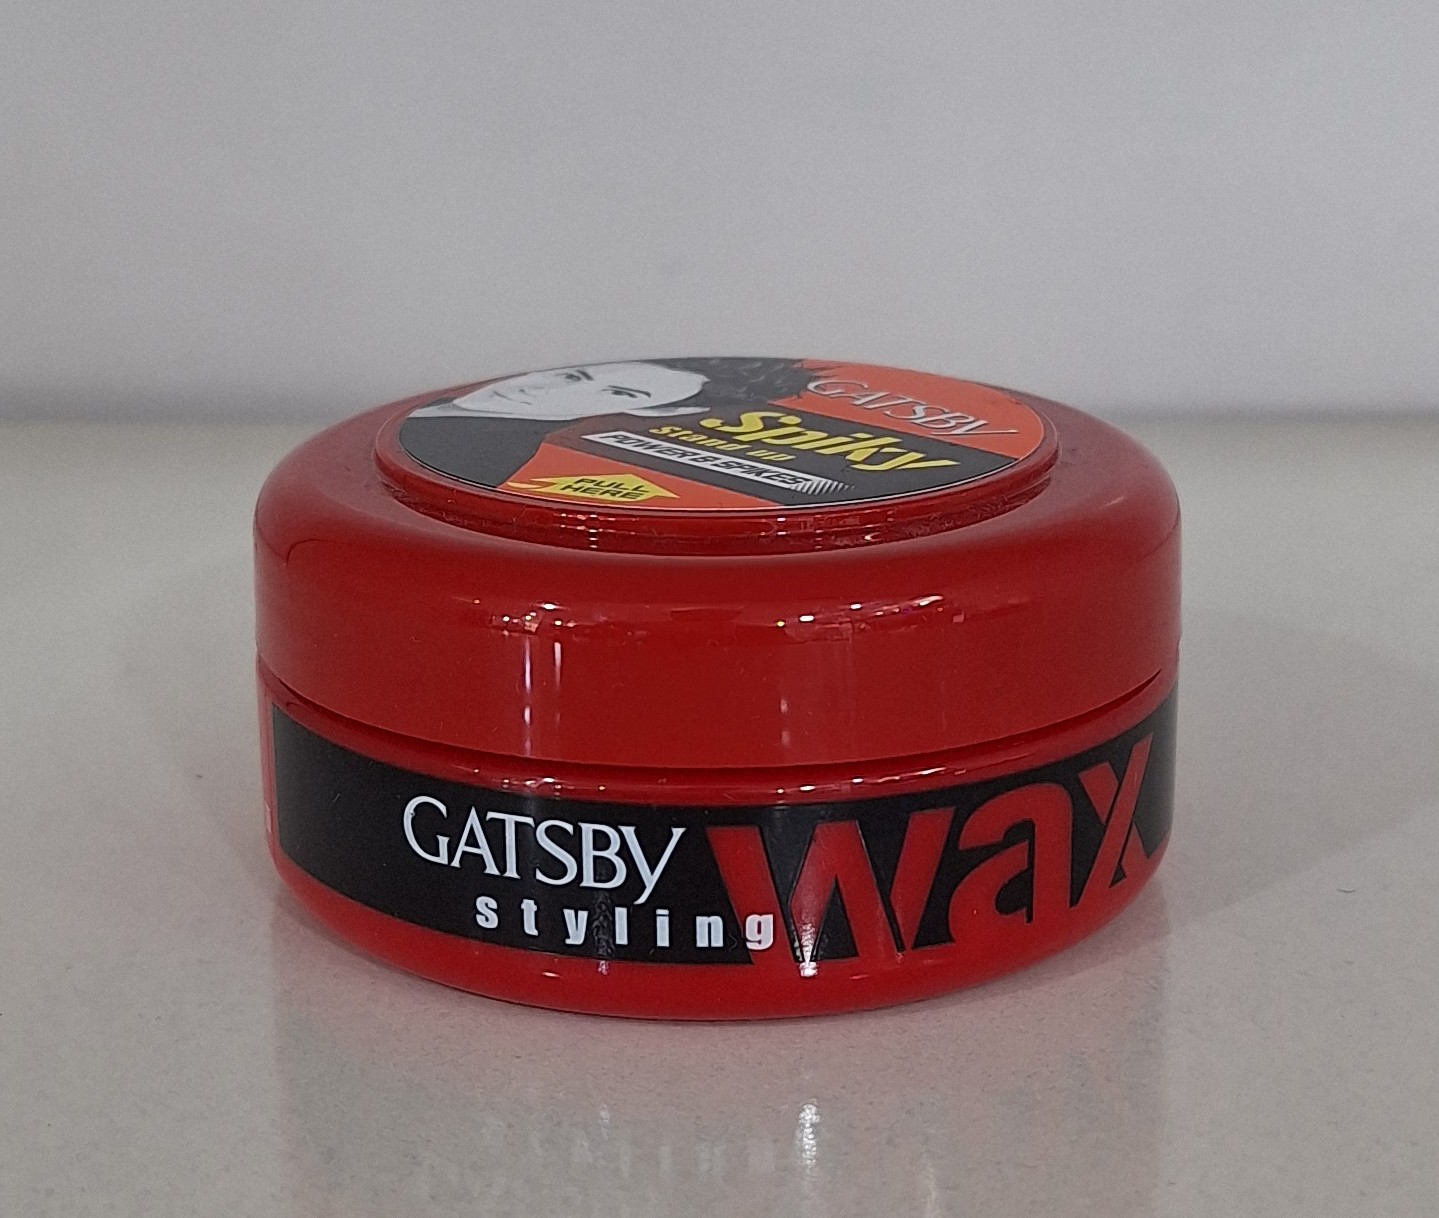 GATSBY
Spiky
Stand up
POWER & SPIKES
PULL
HERE
GATSBY
styling
wax